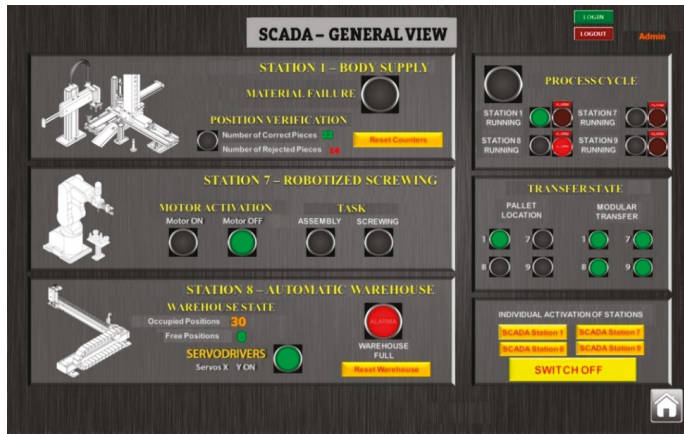 LOGIN
SCADA – GENERAL VIEW
LOGOUT
Admin
STATION 1 – BODY SUPPLY
MATERIAL FAILURE
POSITION VERIFICATION
Number of Correct Pieces
Number of Rejected Pieces
Reset Counters
PROCESS CYCLE
STATION 1 RUNNING
ALARM
STATION 7 RUNNING
ALARM
STATION 8 RUNNING
ALARM
STATION 9 RUNNING
ALARM
STATION 7 – ROBOTIZED SCREWING
MOTOR ACTIVATION
TASK
Motor ON Motor OFF
ASSEMBLY SCREWING
TRANSFER STATE
PALLET LOCATION
MODULAR TRANSFER
1 7 1 7
8 9 8 9
STATION 8 – AUTOMATIC WAREHOUSE
WAREHOUSE STATE
Occupied Positions 30
Free Positions 0
SERVODRIVERS
Servos X Y ON
ALARMA
WAREHOUSE FULL
Reset Warehouse
INDIVIDUAL ACTIVATION OF STATIONS
SCADA Station 1 SCADA Station 7
SCADA Station 8 SCADA Station 9
SWITCH OFF